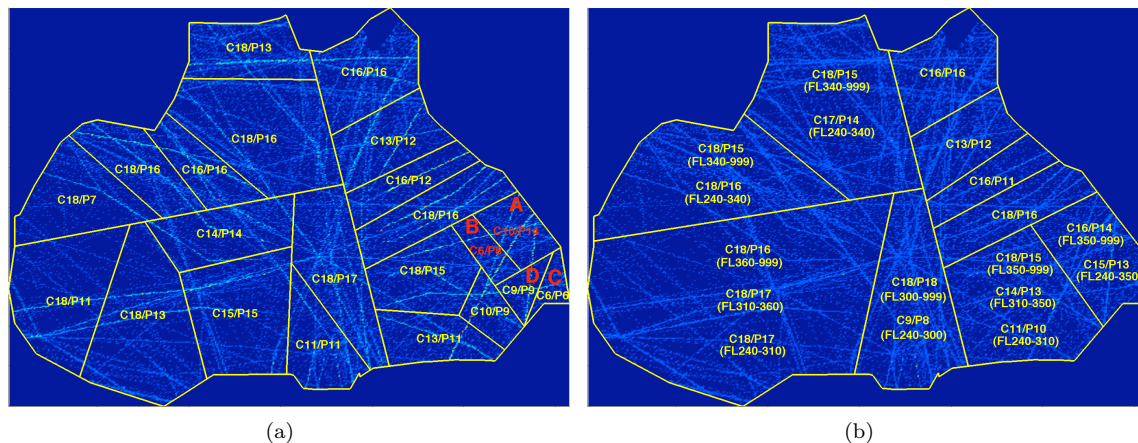 C18/P13
C16/P16
C18/P16
C13/P12
C18/P16
C16/P16
C16/P12
C18/P7
C18/P16
A
B
C14/P14
C6/P6
C18/P17
C18/P15
D
C
C9/P9
C6/P6
C18/P11
C18/P13
C15/P15
C10/P9
C11/P11
C13/P11
(a)
C18/P15
(FL340-999)
C16/P16
C17/P14
(FL240-340)
C18/P15
(FL340-999)
C13/P12
C18/P16
(FL240-340)
C16/P11
C18/P16
C16/P14
(FL350-999)
C18/P16
(FL360-999)
C18/P15
(FL350-999)
C15/P13
(FL240-350)
C18/P18
(FL300-999)
C18/P17
(FL310-360)
C14/P13
(FL310-350)
C9/P8
(FL240-300)
C18/P17
(FL240-310)
C11/P10
(FL240-310)
(b)